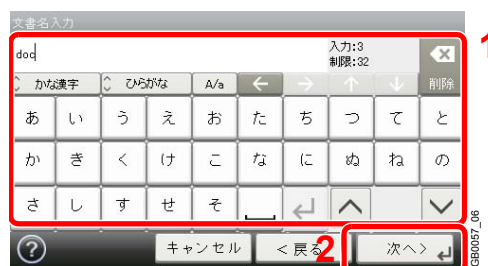 文書名入力
doc 入力:3
制限:32
かな漢字 ひらがな A/a ← → ↑ ↓ 削除
あ い う え お た ち つ て と
か き く け こ な に ぬ ね の
さ し す せ そ
? キャンセル < 戻る 次へ >
1
2
GB0057_06